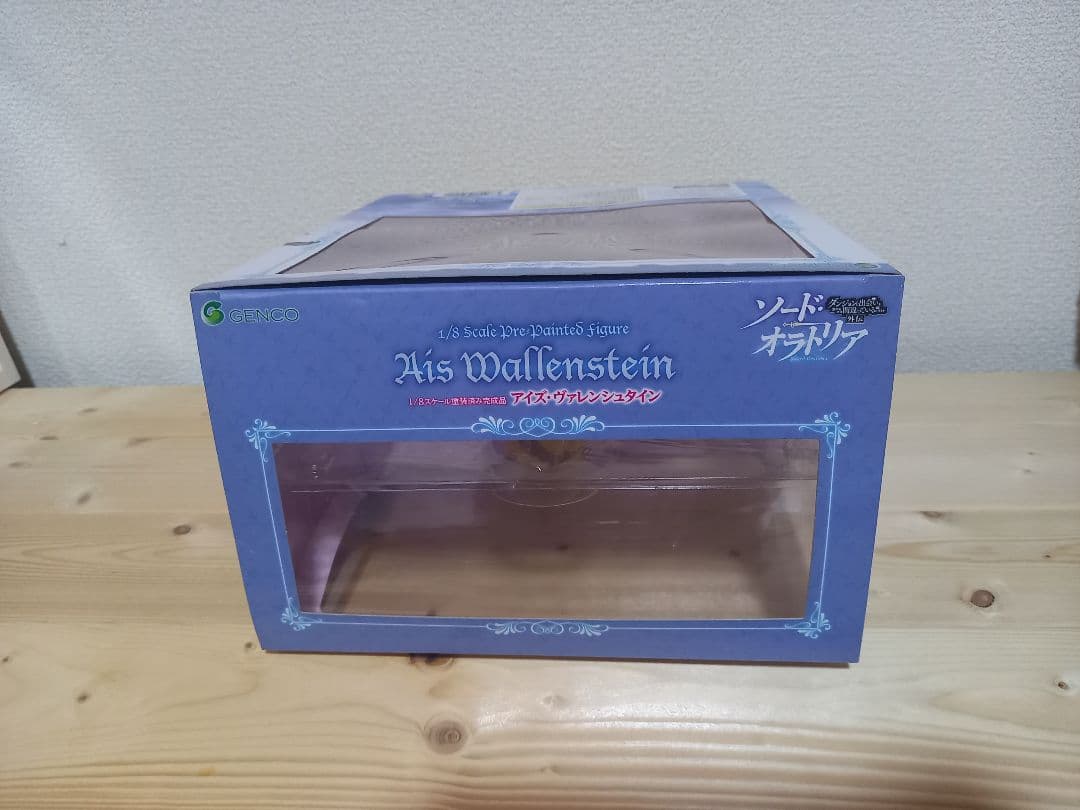 GENCO
1/8 Scale Pre-Painted Figure
Ais Wallenstein
1/8スケール塗装済み完成品 アイズ・ヴァレンシュタイン
ソード・
オラトリア
外伝